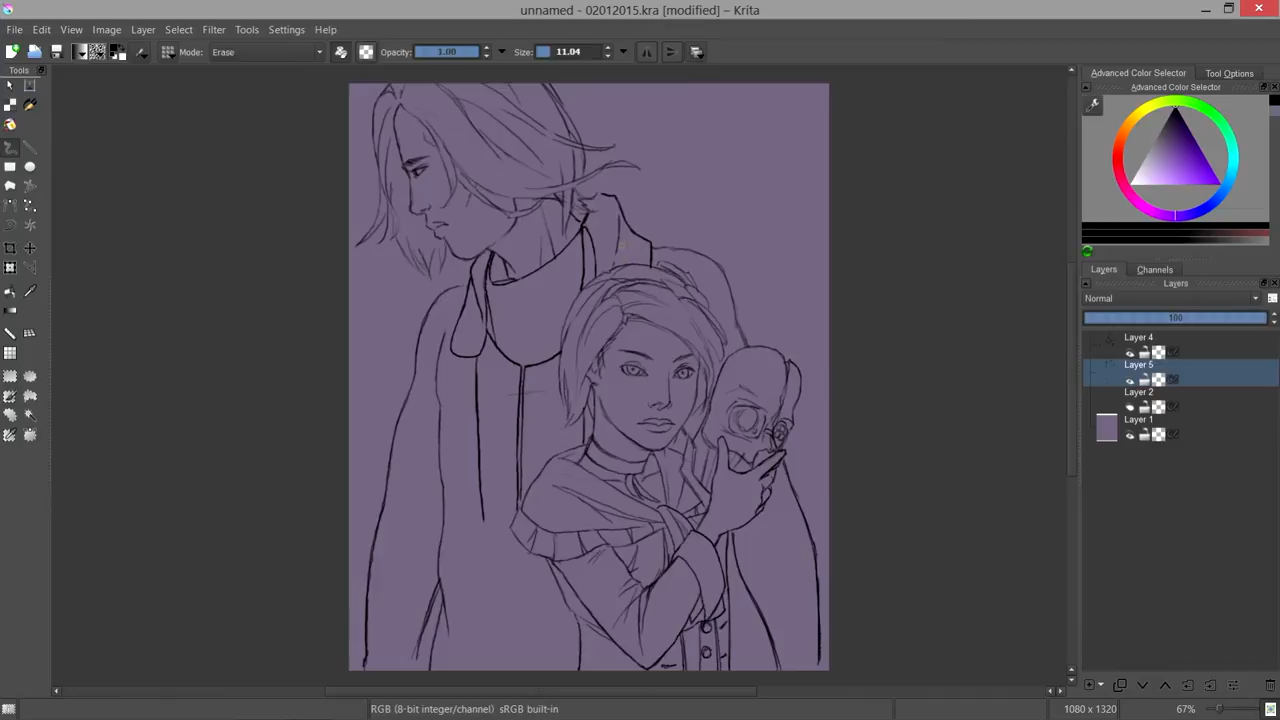 unnamed - 02012015.kra [modified] – Krita
File Edit View Image Layer Select Filter Tools Settings Help
Mode: Erase Opacity: 1.00 Size: 11.04
Tools
Advanced Color Selector Tool Options
Advanced Color Selector
Layers Channels
Layers
Normal
100
Layer 4
Layer 5
Layer 2
Layer 1
RGB (8-bit integer/channel) sRGB built-in 1080 x 1320 67%